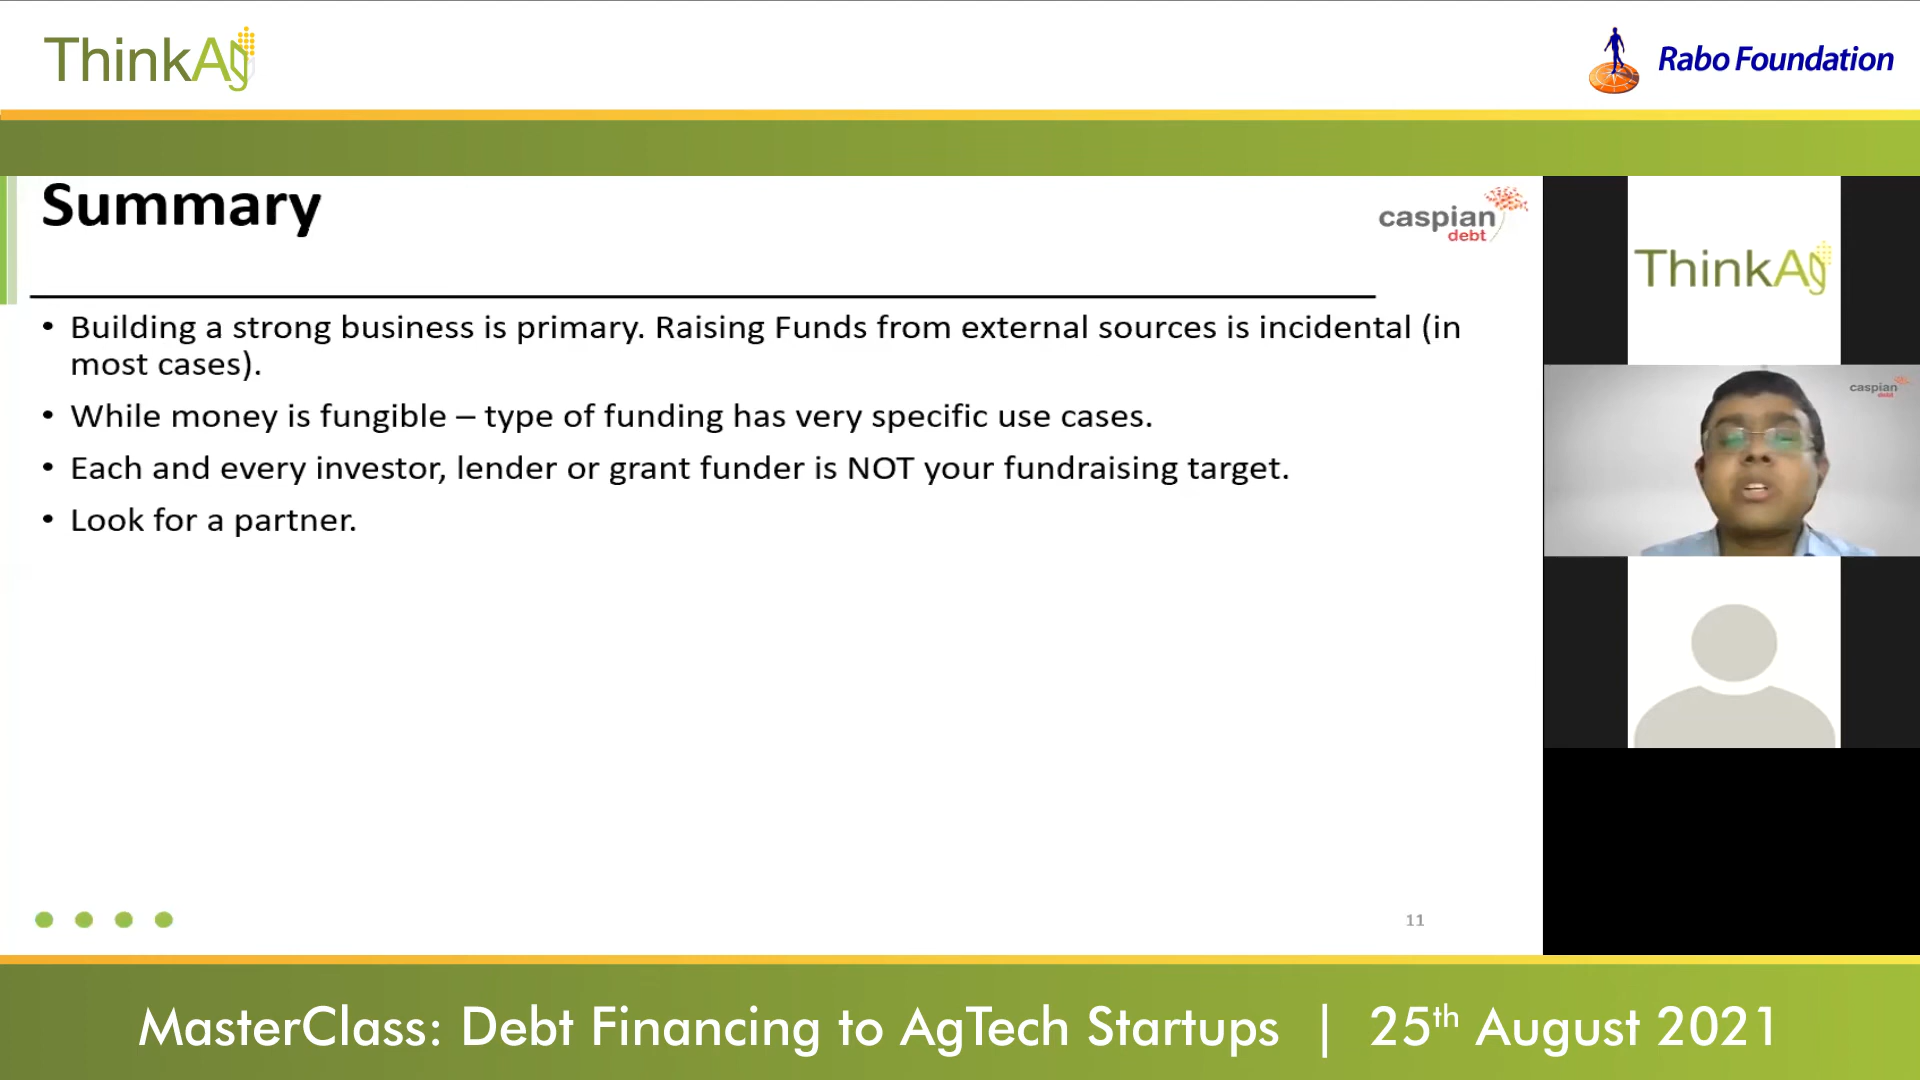 ThinkAg
Rabo Foundation
Summary
caspian
debt
• Building a strong business is primary. Raising Funds from external sources is incidental (in
most cases).
• While money is fungible – type of funding has very specific use cases.
• Each and every investor, lender or grant funder is NOT your fundraising target.
• Look for a partner.
11
ThinkAg
caspian
debt
MasterClass: Debt Financing to AgTech Startups | 25th August 2021